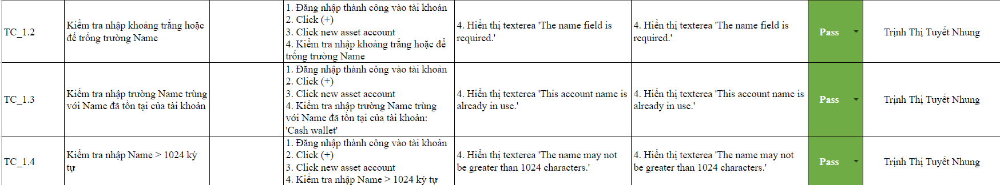 TC_1.2
Kiểm tra nhập khoảng trắng hoặc
để trống trường Name
1. Đăng nhập thành công vào tài khoản
2. Click (+)
3. Click new asset account
4. Kiểm tra nhập khoảng trắng hoặc để
trống trường Name
4. Hiển thị texterea 'The name field is
required.'
4. Hiển thị texterea 'The name field is
required.'
Pass
Trịnh Thị Tuyết Nhung
TC_1.3
Kiểm tra nhập trường Name trùng
với Name đã tồn tại của tài khoản
1. Đăng nhập thành công vào tài khoản
2. Click (+)
3. Click new asset account
4. Kiểm tra nhập trường Name trùng
với Name đã tồn tại của tài khoản:
'Cash wallet'
4. Hiển thị texterea 'This account name is
already in use.'
4. Hiển thị texterea 'This account name is
already in use.'
Pass
Trịnh Thị Tuyết Nhung
TC_1.4
Kiểm tra nhập Name > 1024 ký
tự
1. Đăng nhập thành công vào tài khoản
2. Click (+)
3. Click new asset account
4. Kiểm tra nhập Name > 1024 ký tự
4. Hiển thị texterea 'The name may not
be greater than 1024 characters.'
4. Hiển thị texterea 'The name may not
be greater than 1024 characters.'
Pass
Trịnh Thị Tuyết Nhung